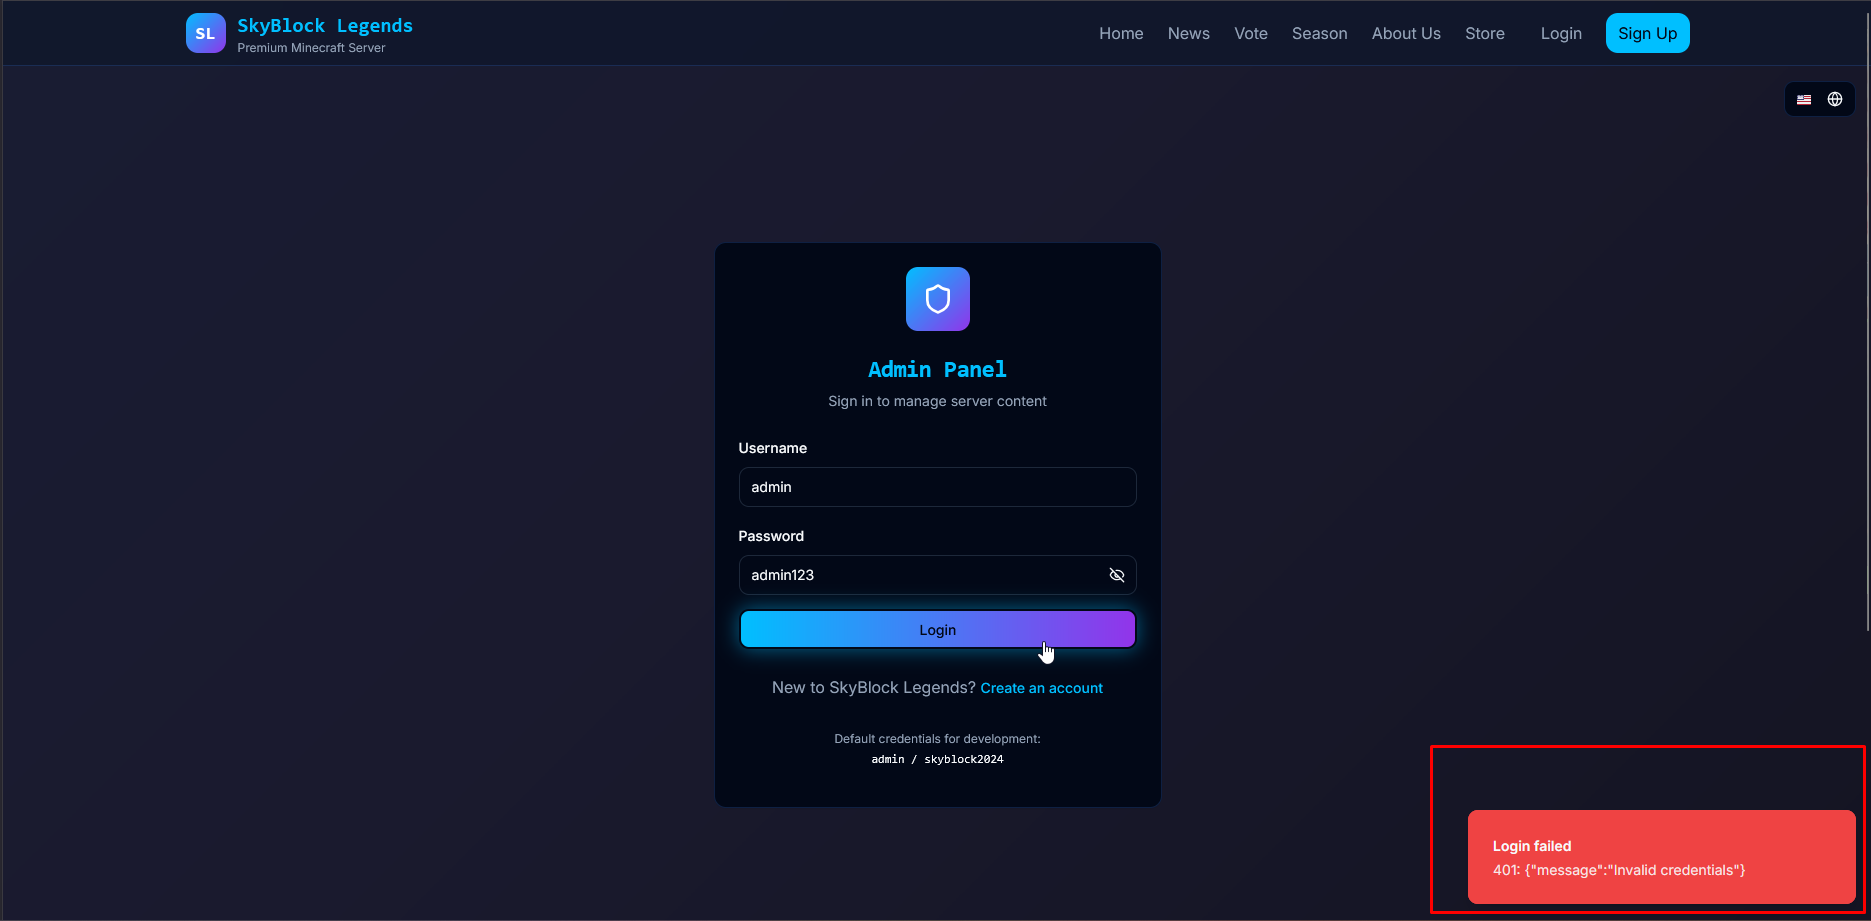 SL
SkyBlock Legends
Premium Minecraft Server
Home News Vote Season About Us Store Login Sign Up
Admin Panel
Sign in to manage server content
Username
admin
Password
admin123
Login
New to SkyBlock Legends? Create an account
Default credentials for development:
admin / skyblock2024
Login failed
401: {"message":"Invalid credentials"}